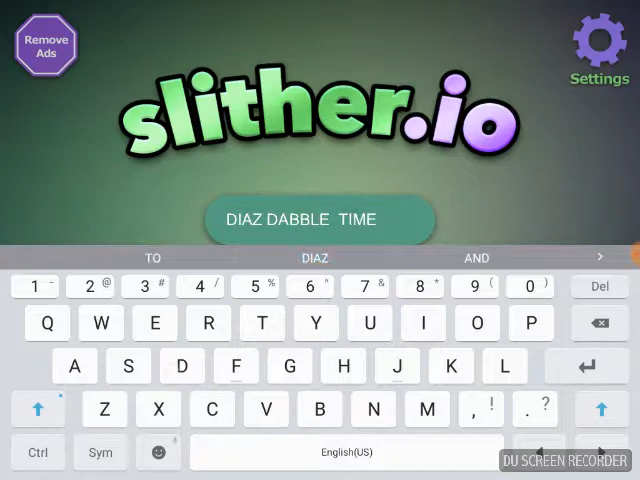 Remove
Ads
slither.io
Settings
DIAZ DABBLE  TIME
TO DIAZ AND >
1 - 2 @ 3 # 4 / 5 % 6 ^ 7 & 8 * 9 ( 0 ) Del
Q W E R T Y U I O P
A S D F G H J K L
Z X C V B N M , ! . ?
Ctrl Sym English(US)
DU SCREEN RECORDER